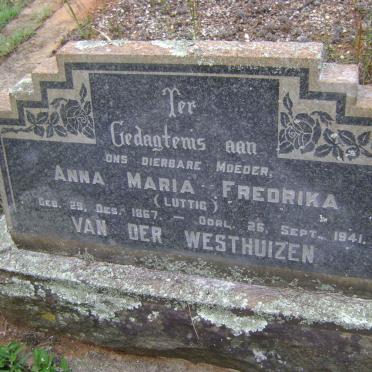 Ter
Gedagtenis aan
ONS DIERBARE MOEDER,
ANNA MARIA FREDRIKA
(LUTTIG)
GEB. 29, DES. 1867 — OORL. 26, SEPT. 1941.
VAN DER WESTHUIZEN